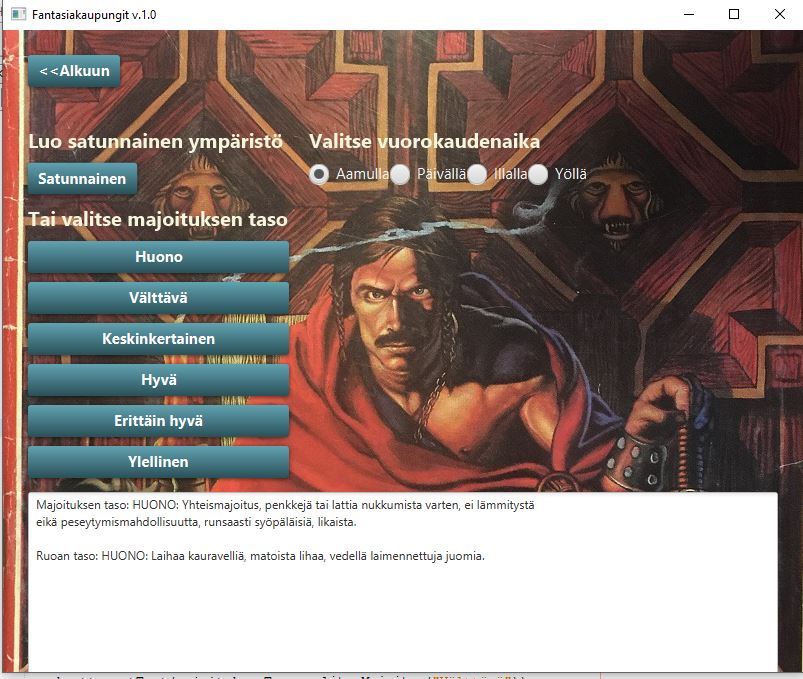 Fantasiakaupungit v.1.0
<<Alkuun
Luo satunnainen ympäristö
Valitse vuorokaudenaika
Satunnainen
Aamulla Päivällä Illalla Yöllä
Tai valitse majoituksen taso
Huono
Välttävä
Keskinkertainen
Hyvä
Erittäin hyvä
Ylellinen
Majoituksen taso: HUONO: Yhteismajoitus, penkkejä tai lattia nukkumista varten, ei lämmitystä
eikä peseytymismahdollisuutta, runsaasti syöpäläisiä, likaista.
Ruoan taso: HUONO: Laihaa kauravelliä, matoista lihaa, vedellä laimennettuja juomia.